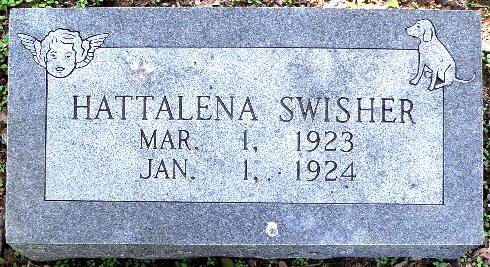 HATTALENA SWISHER
MAR. 1, 1923
JAN. 1, 1924